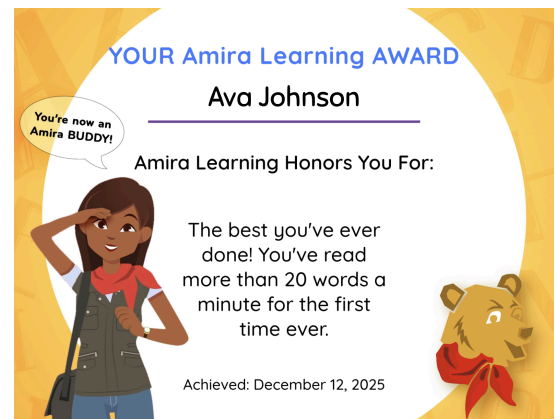 YOUR Amira Learning AWARD
Ava Johnson
You're now an
Amira BUDDY!
Amira Learning Honors You For:
The best you've ever
done! You've read
more than 20 words a
minute for the first
time ever.
Achieved: December 12, 2025